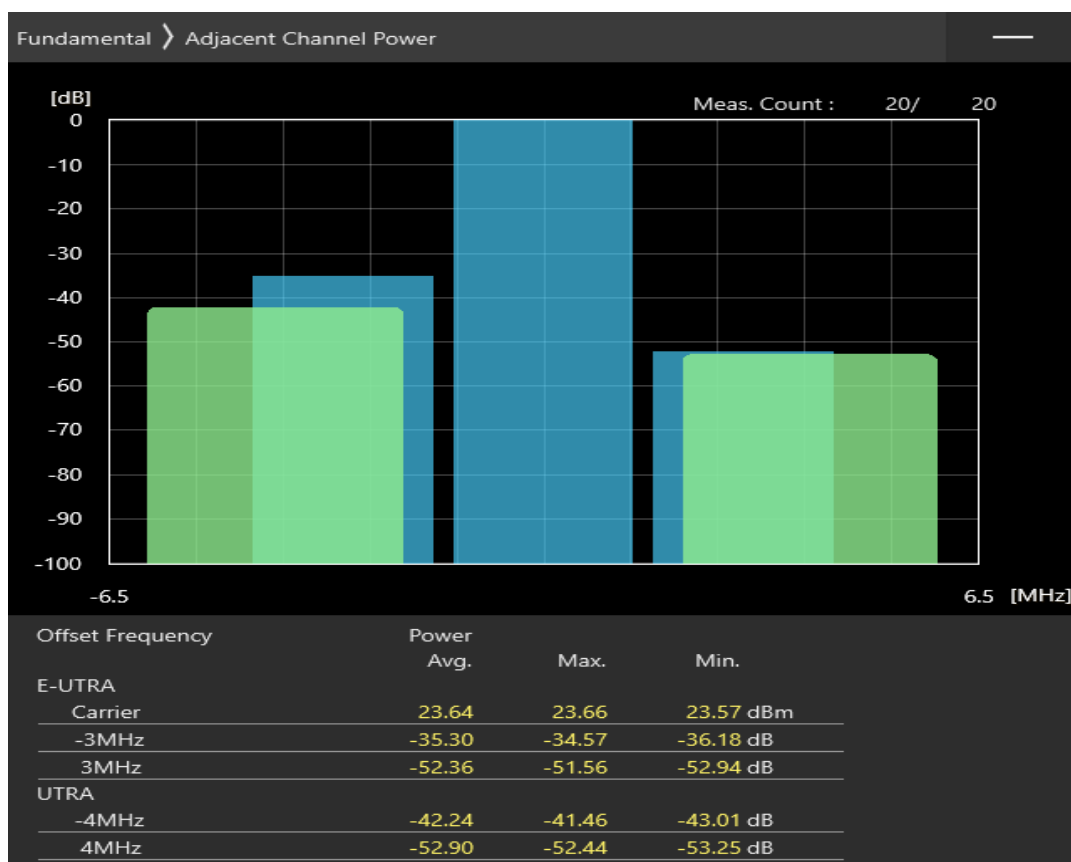 Fundamental 〉 Adjacent Channel Power
[dB]
Meas. Count : 20/ 20
0
-10
-20
-30
-40
-50
-60
-70
-80
-90
-100
-6.5 6.5 [MHz]
Offset Frequency Power
Avg. Max. Min.
E-UTRA
Carrier 23.64 23.66 23.57 dBm
-3MHz -35.30 -34.57 -36.18 dB
3MHz -52.36 -51.56 -52.94 dB
UTRA
-4MHz -42.24 -41.46 -43.01 dB
4MHz -52.90 -52.44 -53.25 dB